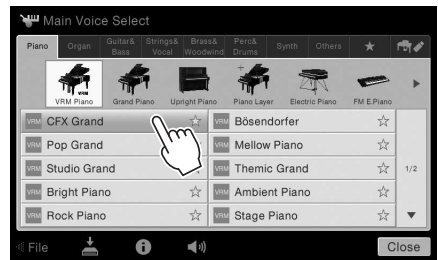 Main Voice Select
Piano Organ Guitar& Bass Strings& Vocal Brass& Woodwind Perc& Drums Synth Others
VRM
VRM Piano Grand Piano Upright Piano Piano Layer Electric Piano FM E.Piano
VRM CFX Grand VRM Bösendorfer
VRM Pop Grand VRM Mellow Piano
VRM Studio Grand VRM Themic Grand 1/2
VRM Bright Piano VRM Ambient Piano
VRM Rock Piano VRM Stage Piano
File Close